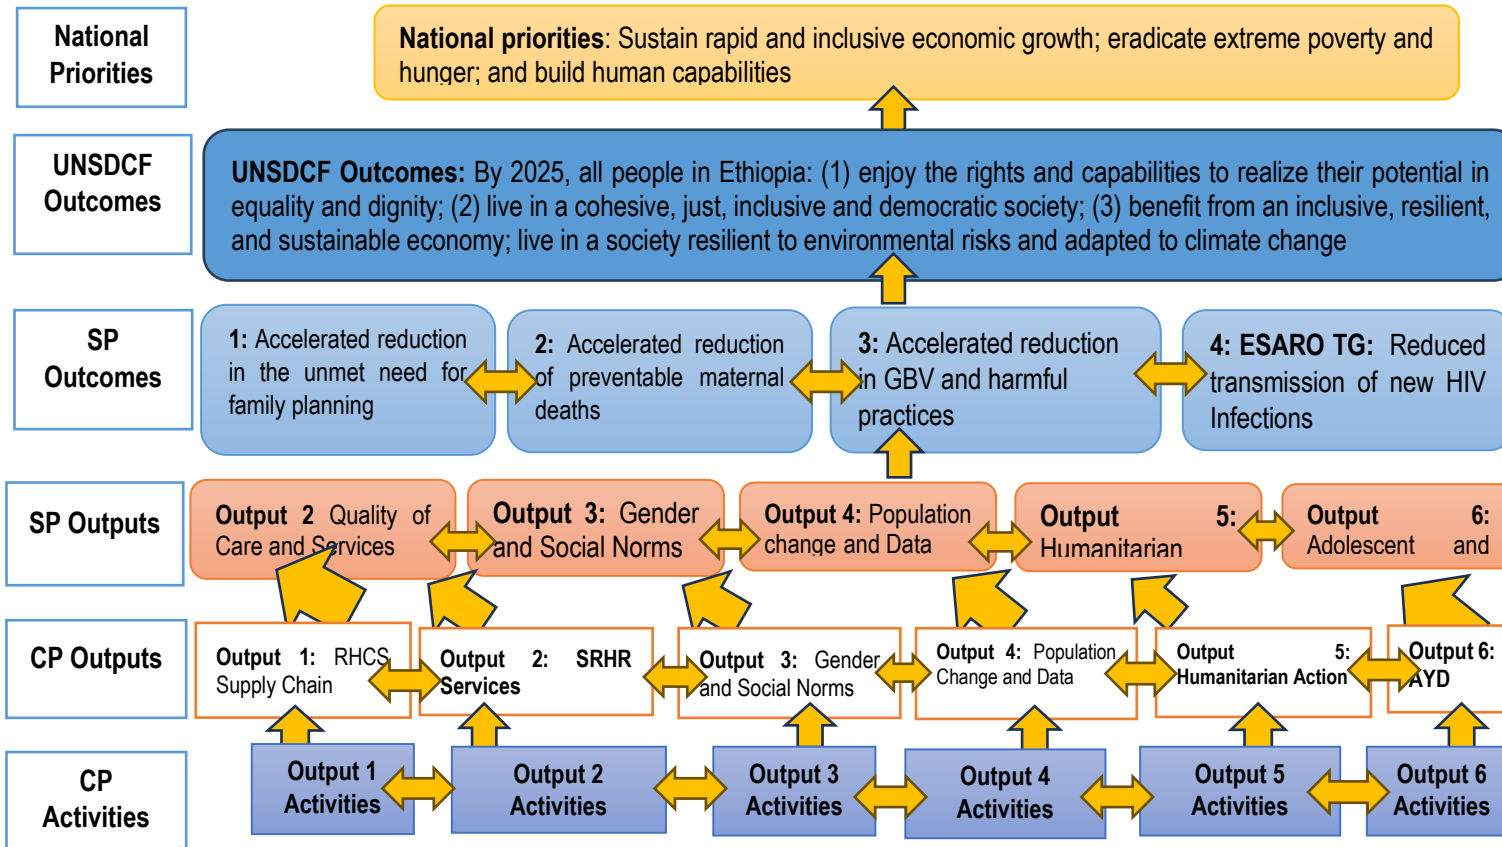 National
Priorities
National priorities: Sustain rapid and inclusive economic growth; eradicate extreme poverty and
hunger; and build human capabilities
UNSDCF
Outcomes
UNSDCF Outcomes: By 2025, all people in Ethiopia: (1) enjoy the rights and capabilities to realize their potential in
equality and dignity; (2) live in a cohesive, just, inclusive and democratic society; (3) benefit from an inclusive, resilient,
and sustainable economy; live in a society resilient to environmental risks and adapted to climate change
SP
Outcomes
1: Accelerated reduction
in the unmet need for
family planning
2: Accelerated reduction
of preventable maternal
deaths
3: Accelerated reduction
in GBV and harmful
practices
4: ESARO TG: Reduced
transmission of new HIV
Infections
SP Outputs
Output 2 Quality of
Care and Services
Output 3: Gender
and Social Norms
Output 4: Population
change and Data
Output 5:
Humanitarian
Output 6:
Adolescent and
CP Outputs
Output 1: RHCS
Supply Chain
Output 2: SRHR
Services
Output 3: Gender
and Social Norms
Output 4: Population
Change and Data
Output 5:
Humanitarian Action
Output 6:
AYD
CP
Activities
Output 1
Activities
Output 2
Activities
Output 3
Activities
Output 4
Activities
Output 5
Activities
Output 6
Activities